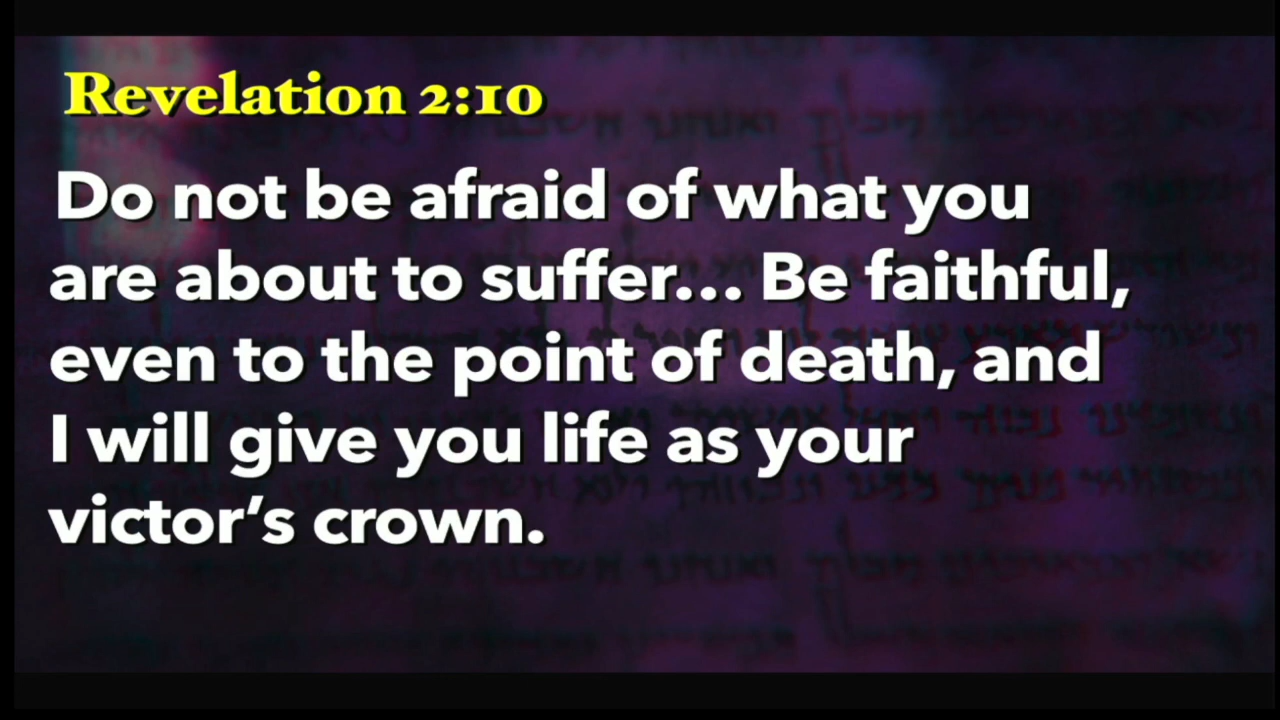 Revelation 2:10
Do not be afraid of what you
are about to suffer... Be faithful,
even to the point of death, and
I will give you life as your
victor’s crown.